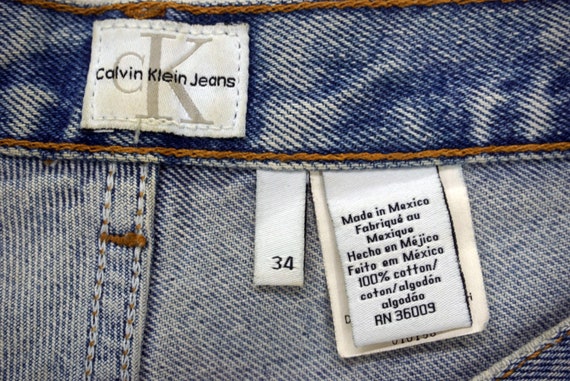 cK
Calvin Klein Jeans
34
Made in Mexico
Fabriqué au
Mexique
Hecho en Méjico
Feito em México
100% cotton/
coton/algodón
algodão
RN 36009